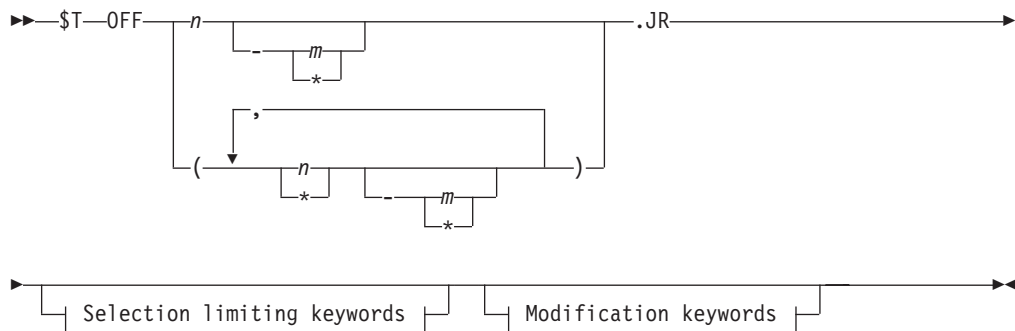 $T OFF n .JR
- m
*
,
( n )
* - m
*
Selection limiting keywords Modification keywords